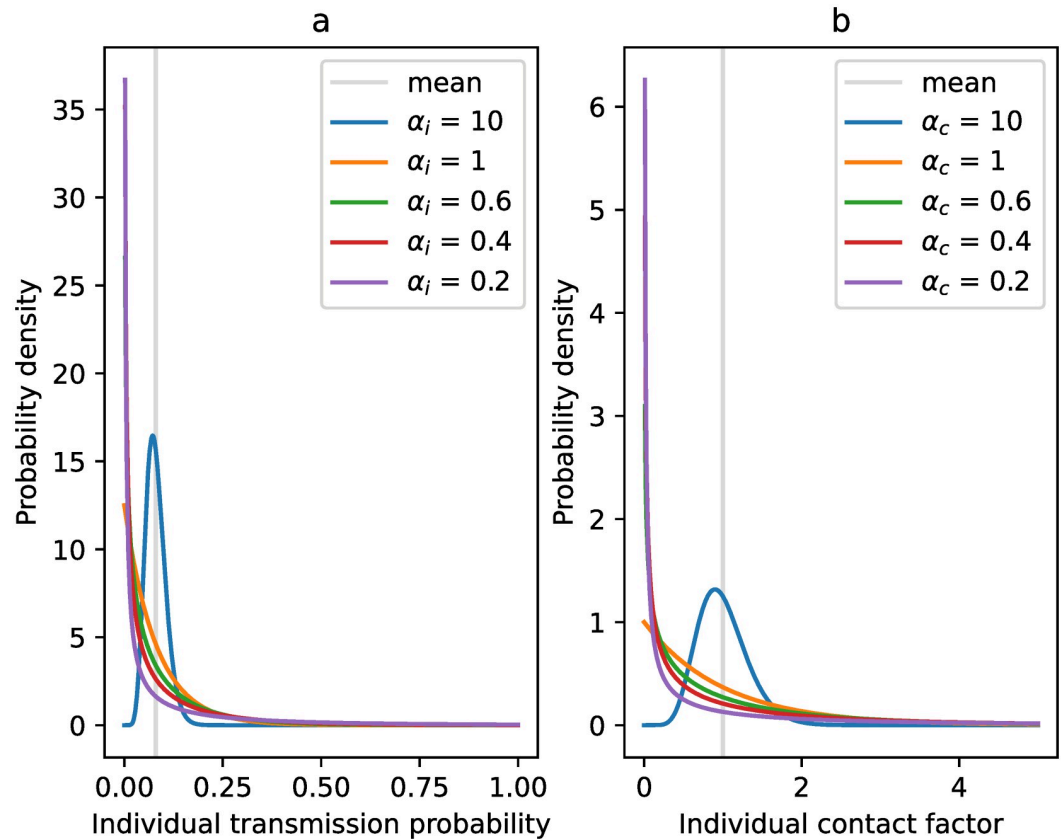 a
mean
αi = 10
αi = 1
αi = 0.6
αi = 0.4
αi = 0.2
Probability density
35
30
25
20
15
10
5
0
0.00 0.25 0.50 0.75 1.00
Individual transmission probability
b
mean
αc = 10
αc = 1
αc = 0.6
αc = 0.4
αc = 0.2
Probability density
6
5
4
3
2
1
0
0 2 4
Individual contact factor